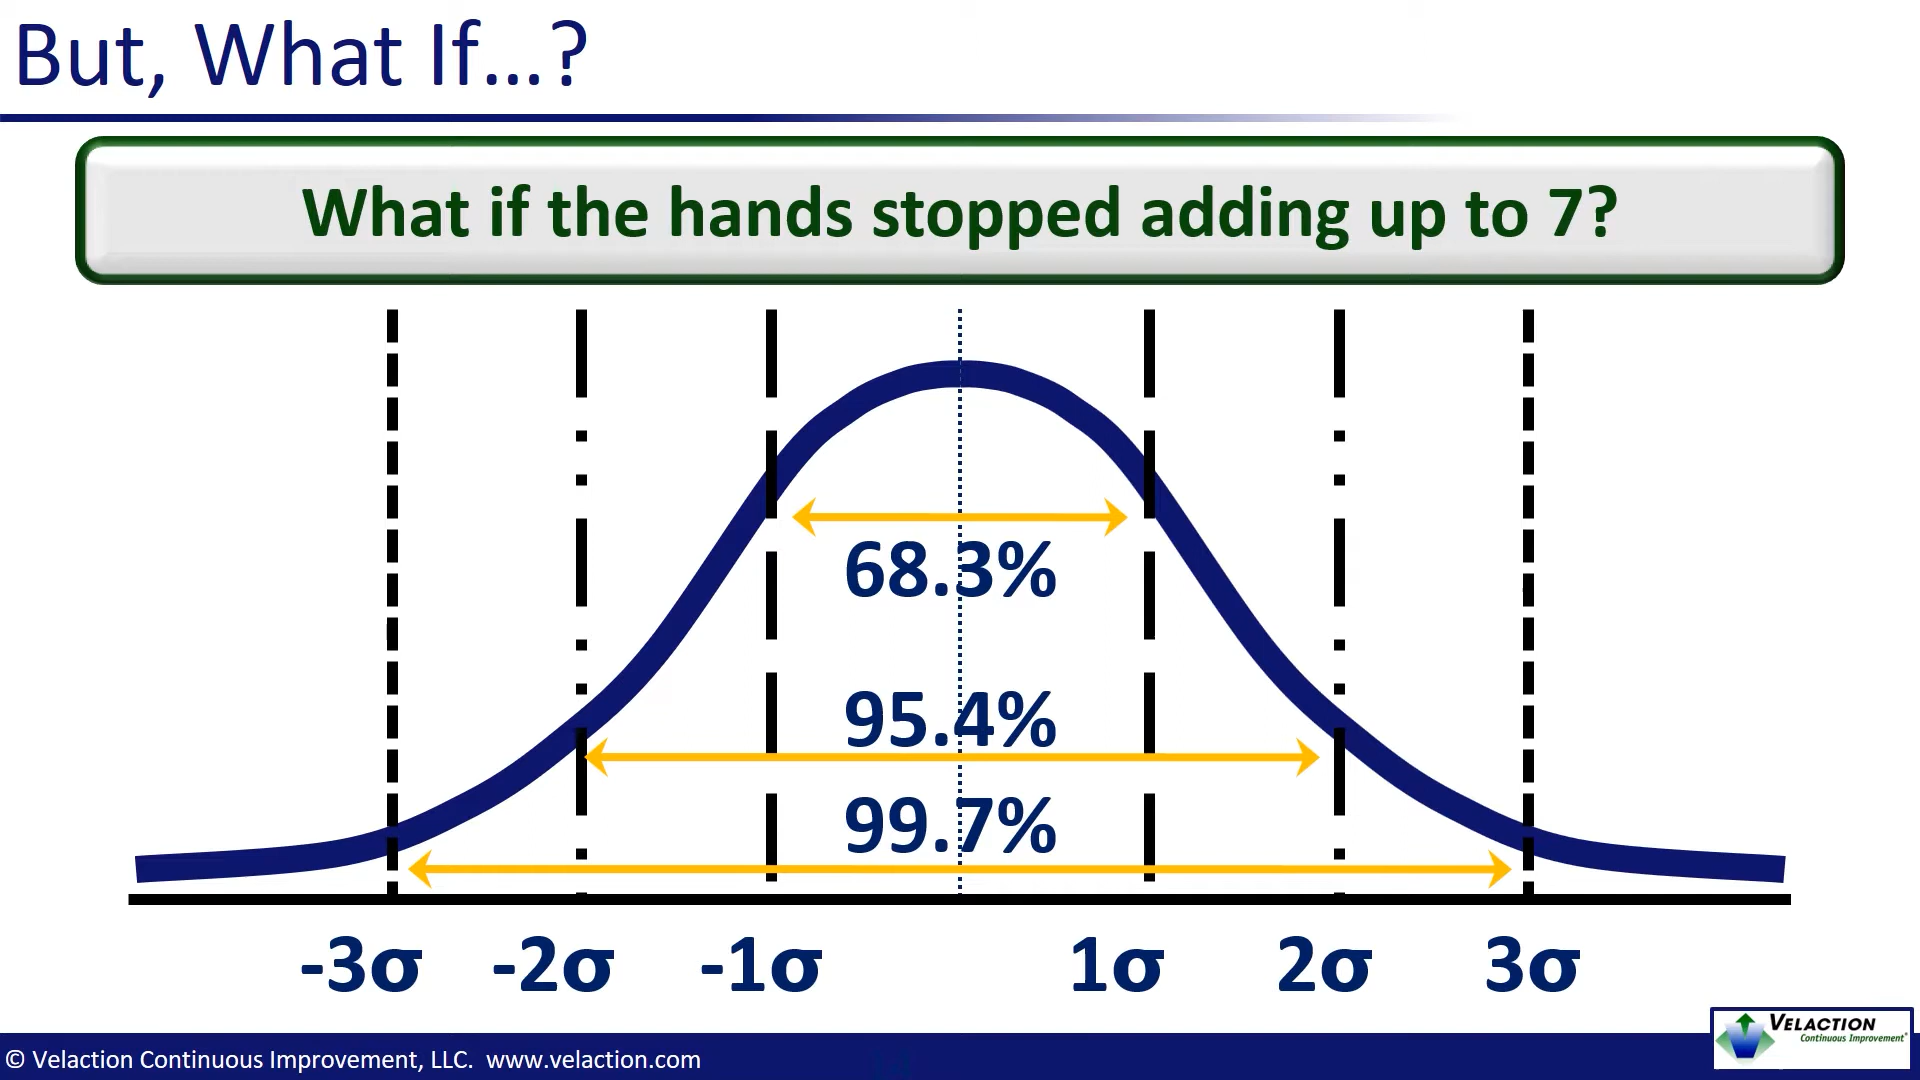 But, What If…?
What if the hands stopped adding up to 7?
68.3%
95.4%
99.7%
-3σ -2σ -1σ 1σ 2σ 3σ
VELACTION
Continuous Improvement
© Velaction Continuous Improvement, LLC. www.velaction.com